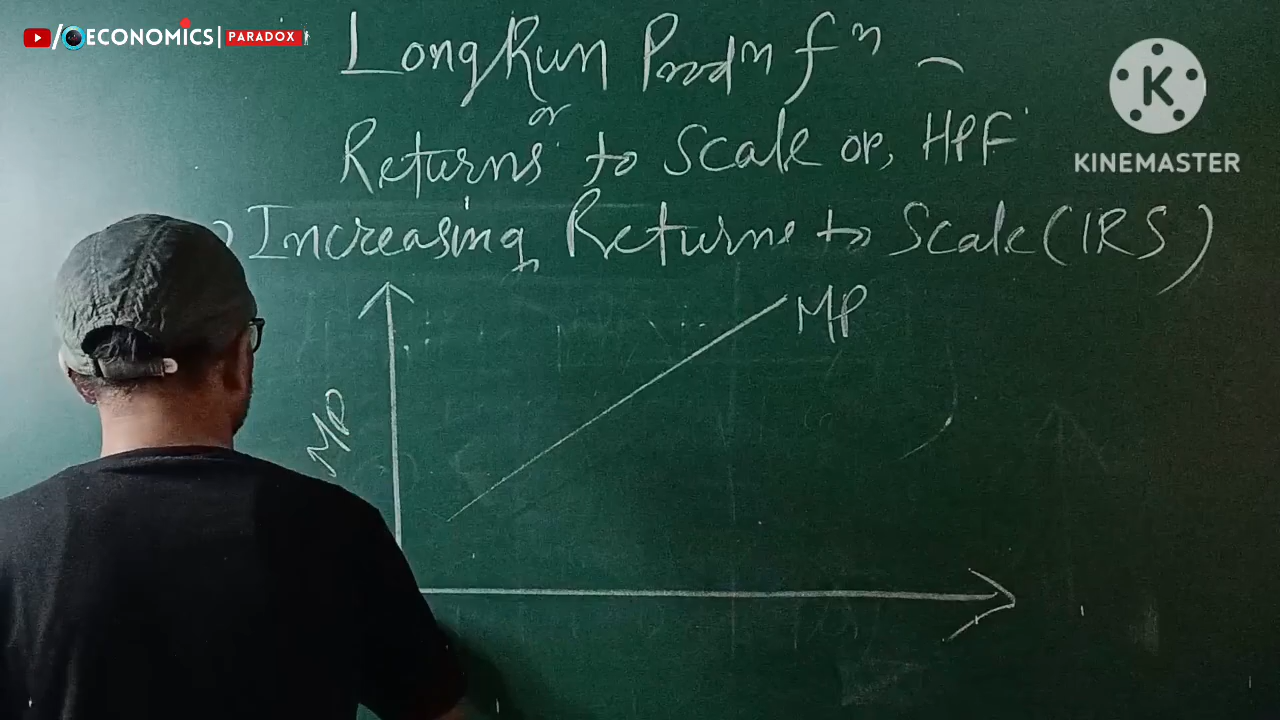 /ECONOMICS|PARADOX
KINEMASTER
Long Run Prodⁿ fⁿ –
or
Returns to Scale or, HPF
Increasing Returns to Scale (IRS)
MP
MP